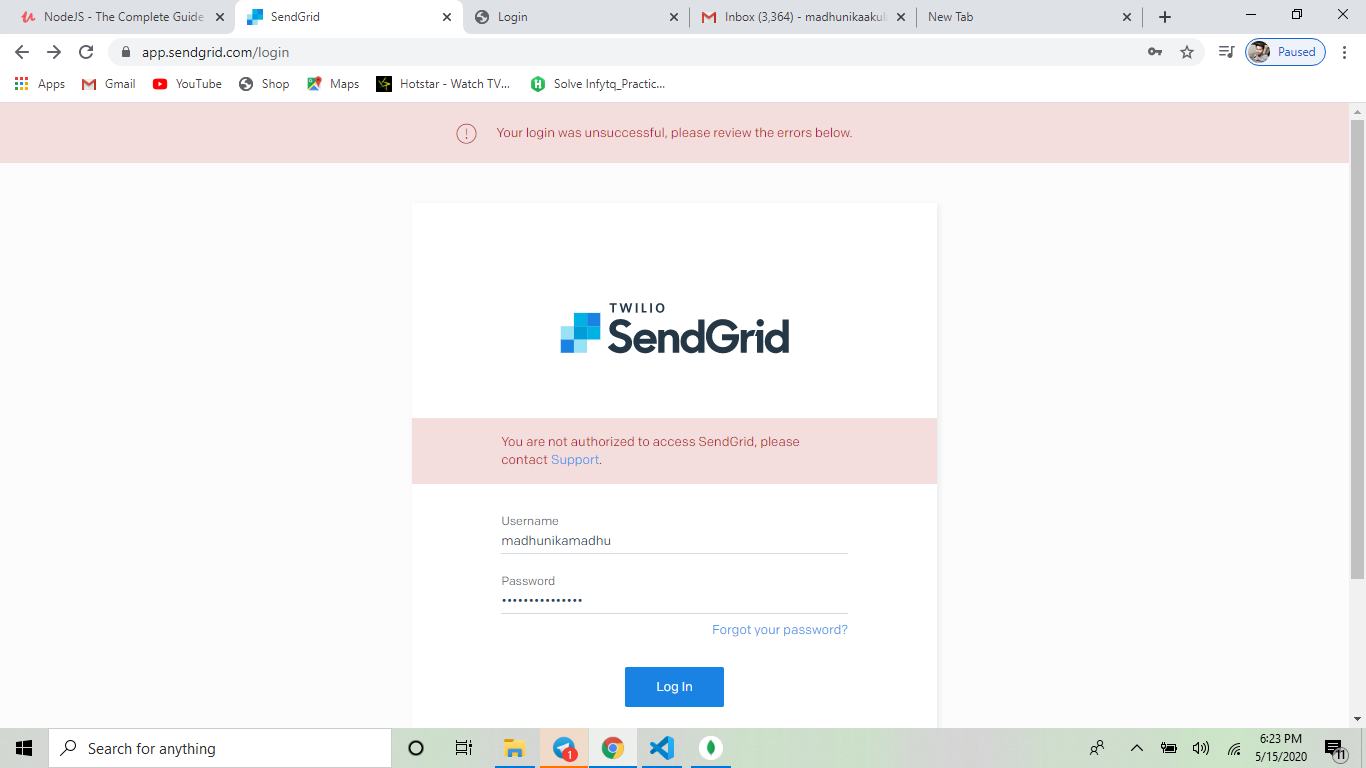 NodeJS - The Complete Guide
SendGrid
Login
Inbox (3,364) - madhunikaakul
New Tab
app.sendgrid.com/login
Paused
Apps
Gmail
YouTube
Shop
Maps
Hotstar - Watch TV...
Solve Infytq_Practic...
Your login was unsuccessful, please review the errors below.
TWILIO
SendGrid
You are not authorized to access SendGrid, please
contact Support.
Username
madhunikamadhu
Password
•••••••••••••••
Forgot your password?
Log In
Search for anything
1
6:23 PM
5/15/2020
11